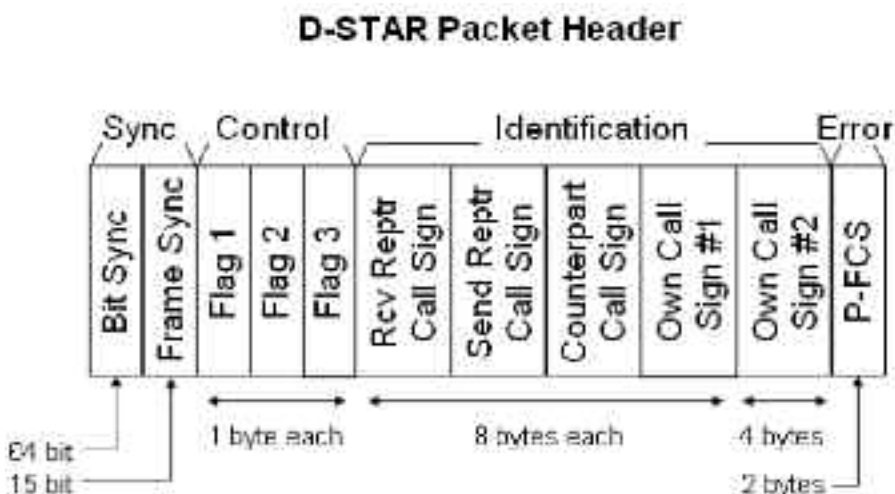 D-STAR Packet Header
Sync
Control
Identification
Error
Bit Sync
Frame Sync
Flag 1
Flag 2
Flag 3
Rcv Reptr
Call Sign
Send Reptr
Call Sign
Counterpart
Call Sign
Own Call
Sign #1
Own Call
Sign #2
P-FCS
1 byte each
8 bytes each
4 bytes
64 bit
15 bit
2 bytes